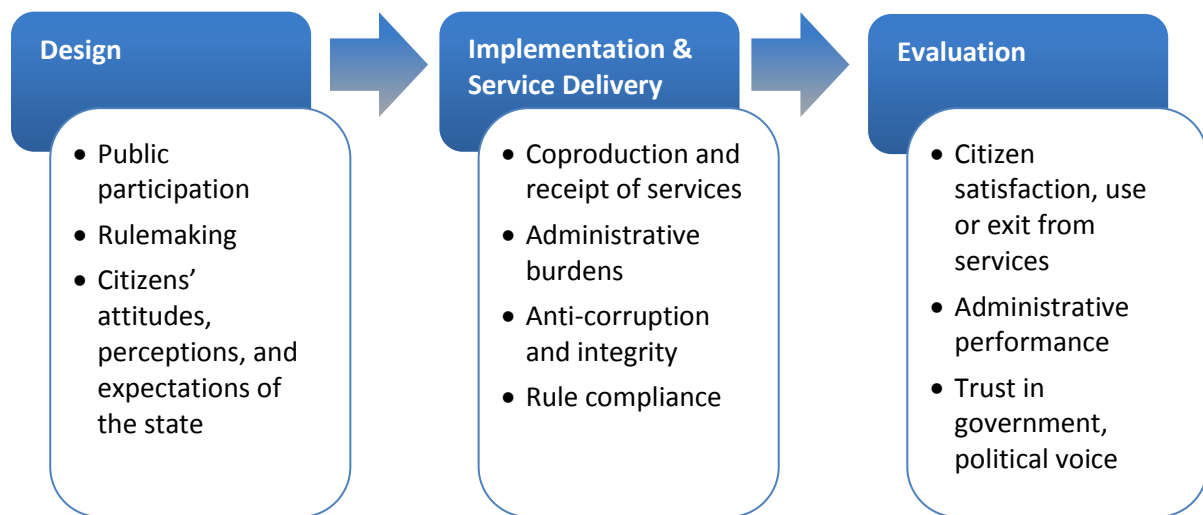 Design
• Public
participation
• Rulemaking
• Citizens’
attitudes,
perceptions, and
expectations of
the state
Implementation &
Service Delivery
• Coproduction and
receipt of services
• Administrative
burdens
• Anti-corruption
and integrity
• Rule compliance
Evaluation
• Citizen
satisfaction, use
or exit from
services
• Administrative
performance
• Trust in
government,
political voice